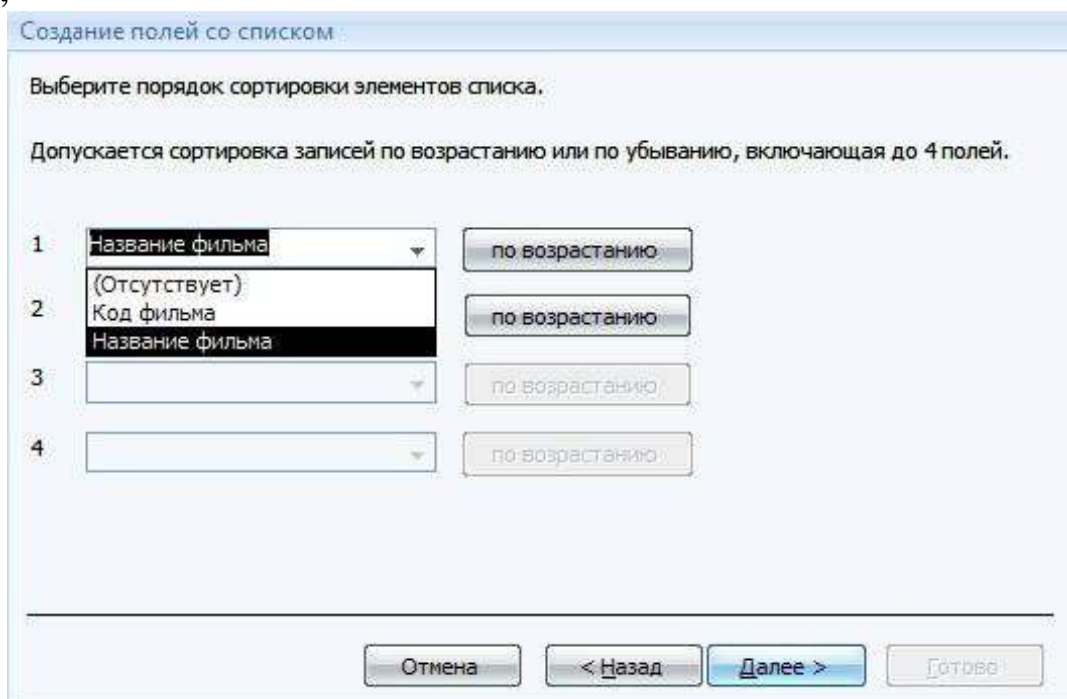 ,
Создание полей со списком
Выберите порядок сортировки элементов списка.
Допускается сортировка записей по возрастанию или по убыванию, включающая до 4 полей.
1 Название фильма по возрастанию
(Отсутствует)
2 Код фильма по возрастанию
Название фильма
3 по возрастанию
4 по возрастанию
Отмена < Назад Далее > Готово